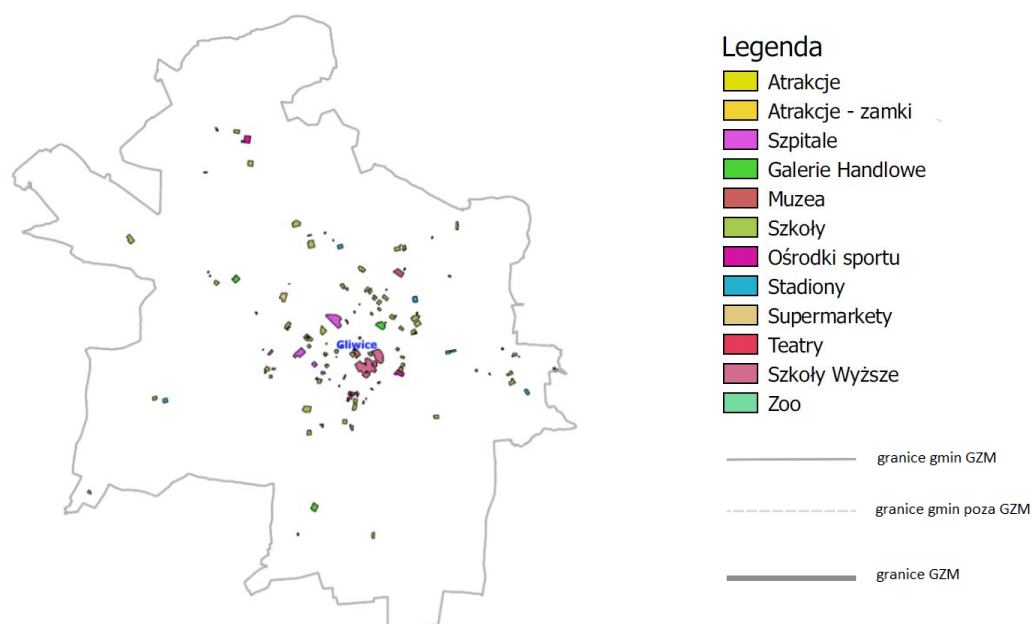 Gliwice
Legenda
Atrakcje
Atrakcje - zamki
Szpitale
Galerie Handlowe
Muzea
Szkoły
Ośrodki sportu
Stadiony
Supermarkety
Teatry
Szkoły Wyższe
Zoo
granice gmin GZM
granice gmin poza GZM
granice GZM